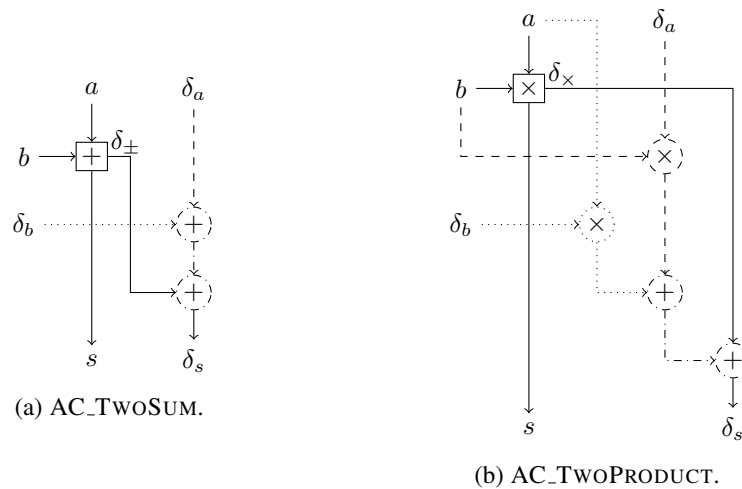 a
δ_a
b
+
δ_±
δ_b
+
+
s
δ_s
(a) AC_TWOSUM.
a
δ_a
b
×
δ_×
×
δ_b
×
+
+
s
δ_s
(b) AC_TWOPRODUCT.